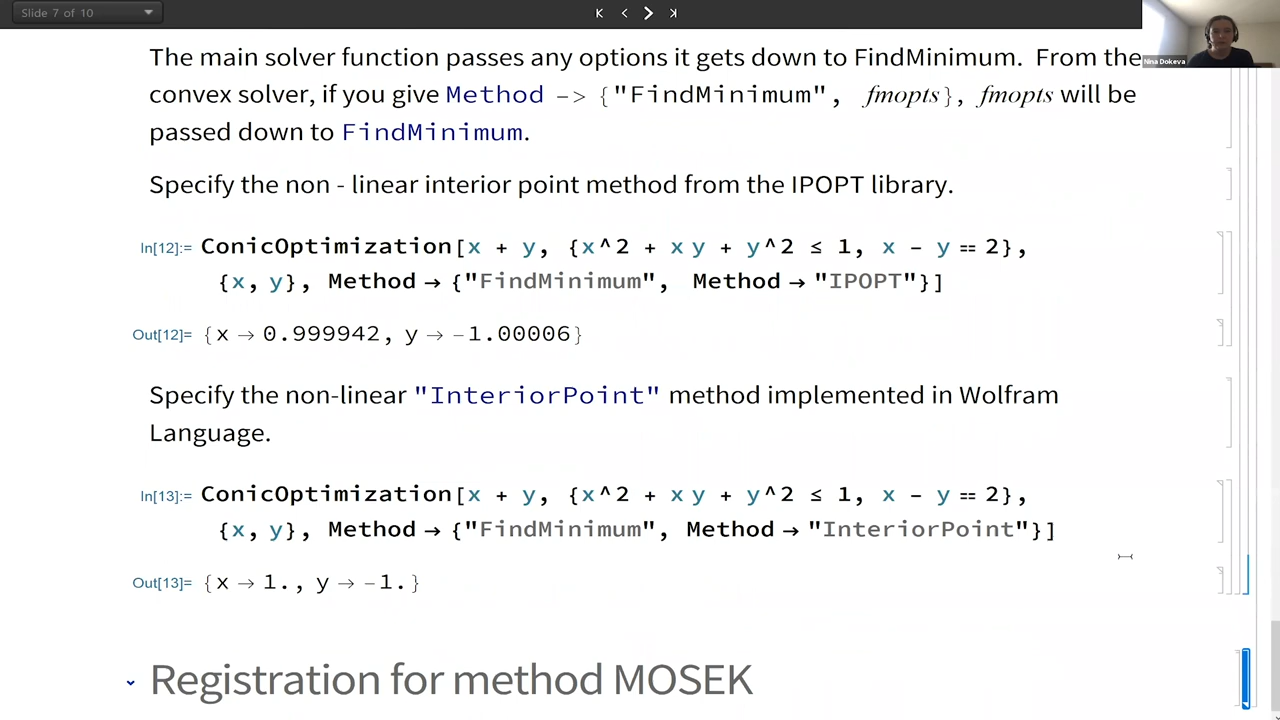 Slide 7 of 10
Nina Dokeva
The main solver function passes any options it gets down to FindMinimum. From the
convex solver, if you give Method -> {"FindMinimum", fmopts}, fmopts will be
passed down to FindMinimum.
Specify the non - linear interior point method from the IPOPT library.
In[12]:= ConicOptimization[x + y, {x^2 + x y + y^2 ≤ 1, x - y == 2},
{x, y}, Method → {"FindMinimum", Method → "IPOPT"}]
Out[12]= {x → 0.999942, y → -1.00006}
Specify the non-linear "InteriorPoint" method implemented in Wolfram
Language.
In[13]:= ConicOptimization[x + y, {x^2 + x y + y^2 ≤ 1, x - y == 2},
{x, y}, Method → {"FindMinimum", Method → "InteriorPoint"}]
Out[13]= {x → 1., y → -1.}
Registration for method MOSEK